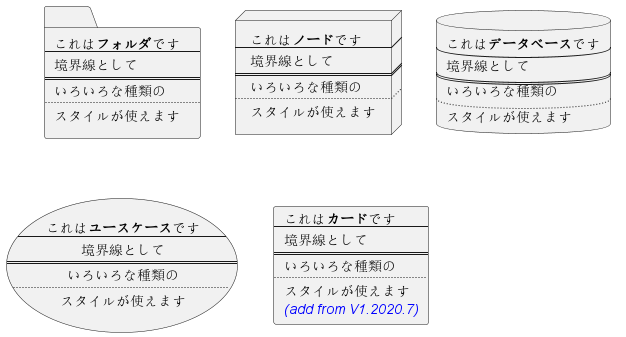 これはフォルダです
境界線として
いろいろな種類の
スタイルが使えます
これはノードです
境界線として
いろいろな種類の
スタイルが使えます
これはデータベースです
境界線として
いろいろな種類の
スタイルが使えます
これはユースケースです
境界線として
いろいろな種類の
スタイルが使えます
これはカードです
境界線として
いろいろな種類の
スタイルが使えます
(add from V1.2020.7)